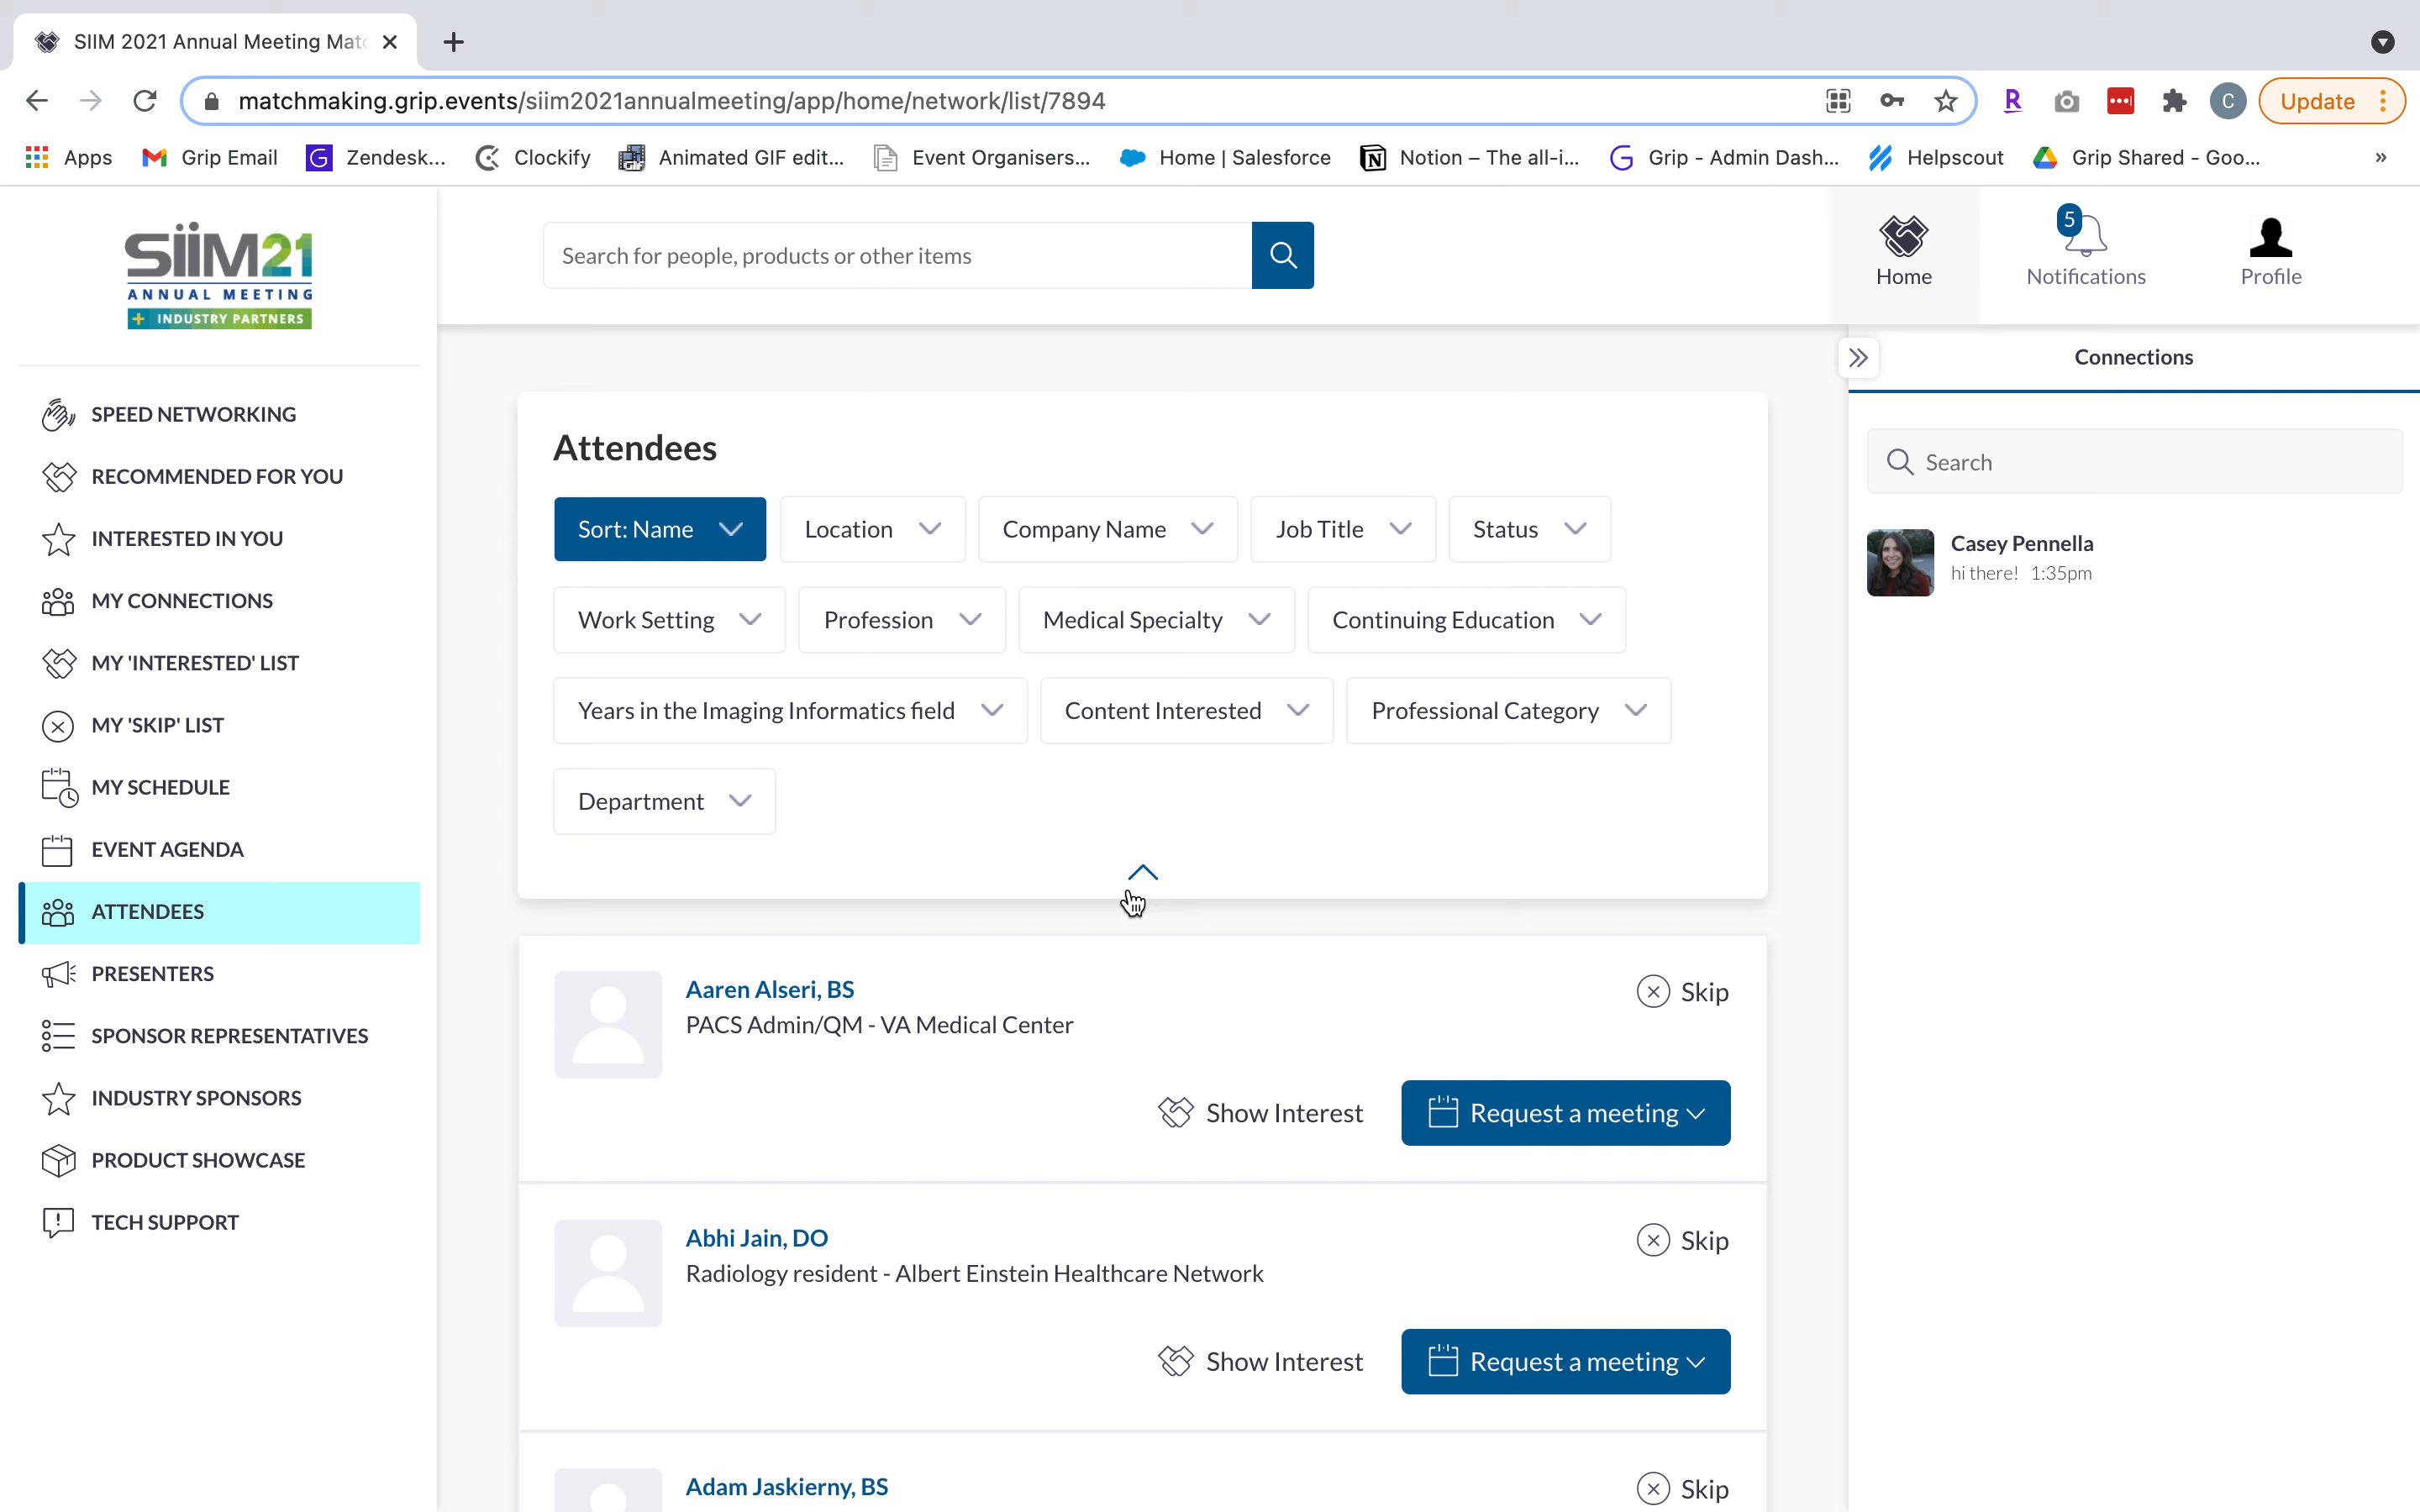 SIIM 2021 Annual Meeting Mat
matchmaking.grip.events/siim2021annualmeeting/app/home/network/list/7894
R
C
Update
Apps
Grip Email
Zendesk...
Clockify
Animated GIF edit...
Event Organisers...
Home | Salesforce
Notion – The all-i...
Grip - Admin Dash...
Helpscout
Grip Shared - Goo...
»
SIIM21
ANNUAL MEETING
+ INDUSTRY PARTNERS
Search for people, products or other items
Home
5
Notifications
Profile
SPEED NETWORKING
RECOMMENDED FOR YOU
INTERESTED IN YOU
MY CONNECTIONS
MY 'INTERESTED' LIST
MY 'SKIP' LIST
MY SCHEDULE
EVENT AGENDA
ATTENDEES
PRESENTERS
SPONSOR REPRESENTATIVES
INDUSTRY SPONSORS
PRODUCT SHOWCASE
TECH SUPPORT
Attendees
Sort: Name
Location
Company Name
Job Title
Status
Work Setting
Profession
Medical Specialty
Continuing Education
Years in the Imaging Informatics field
Content Interested
Professional Category
Department
Aaren Alseri, BS
Skip
PACS Admin/QM - VA Medical Center
Show Interest
Request a meeting
Abhi Jain, DO
Skip
Radiology resident - Albert Einstein Healthcare Network
Show Interest
Request a meeting
Adam Jaskierny, BS
Skip
Connections
Search
Casey Pennella
hi there! 1:35pm